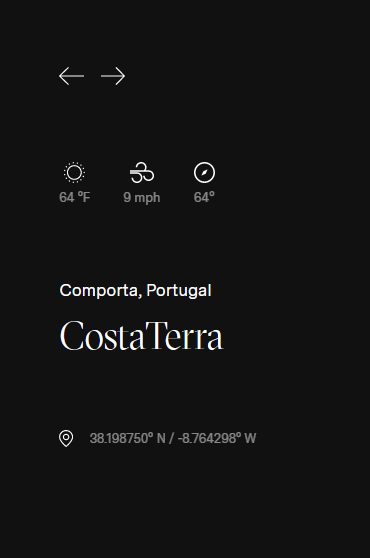 64 °F 9 mph 64°
Comporta, Portugal
CostaTerra
38.198750° N / -8.764298° W